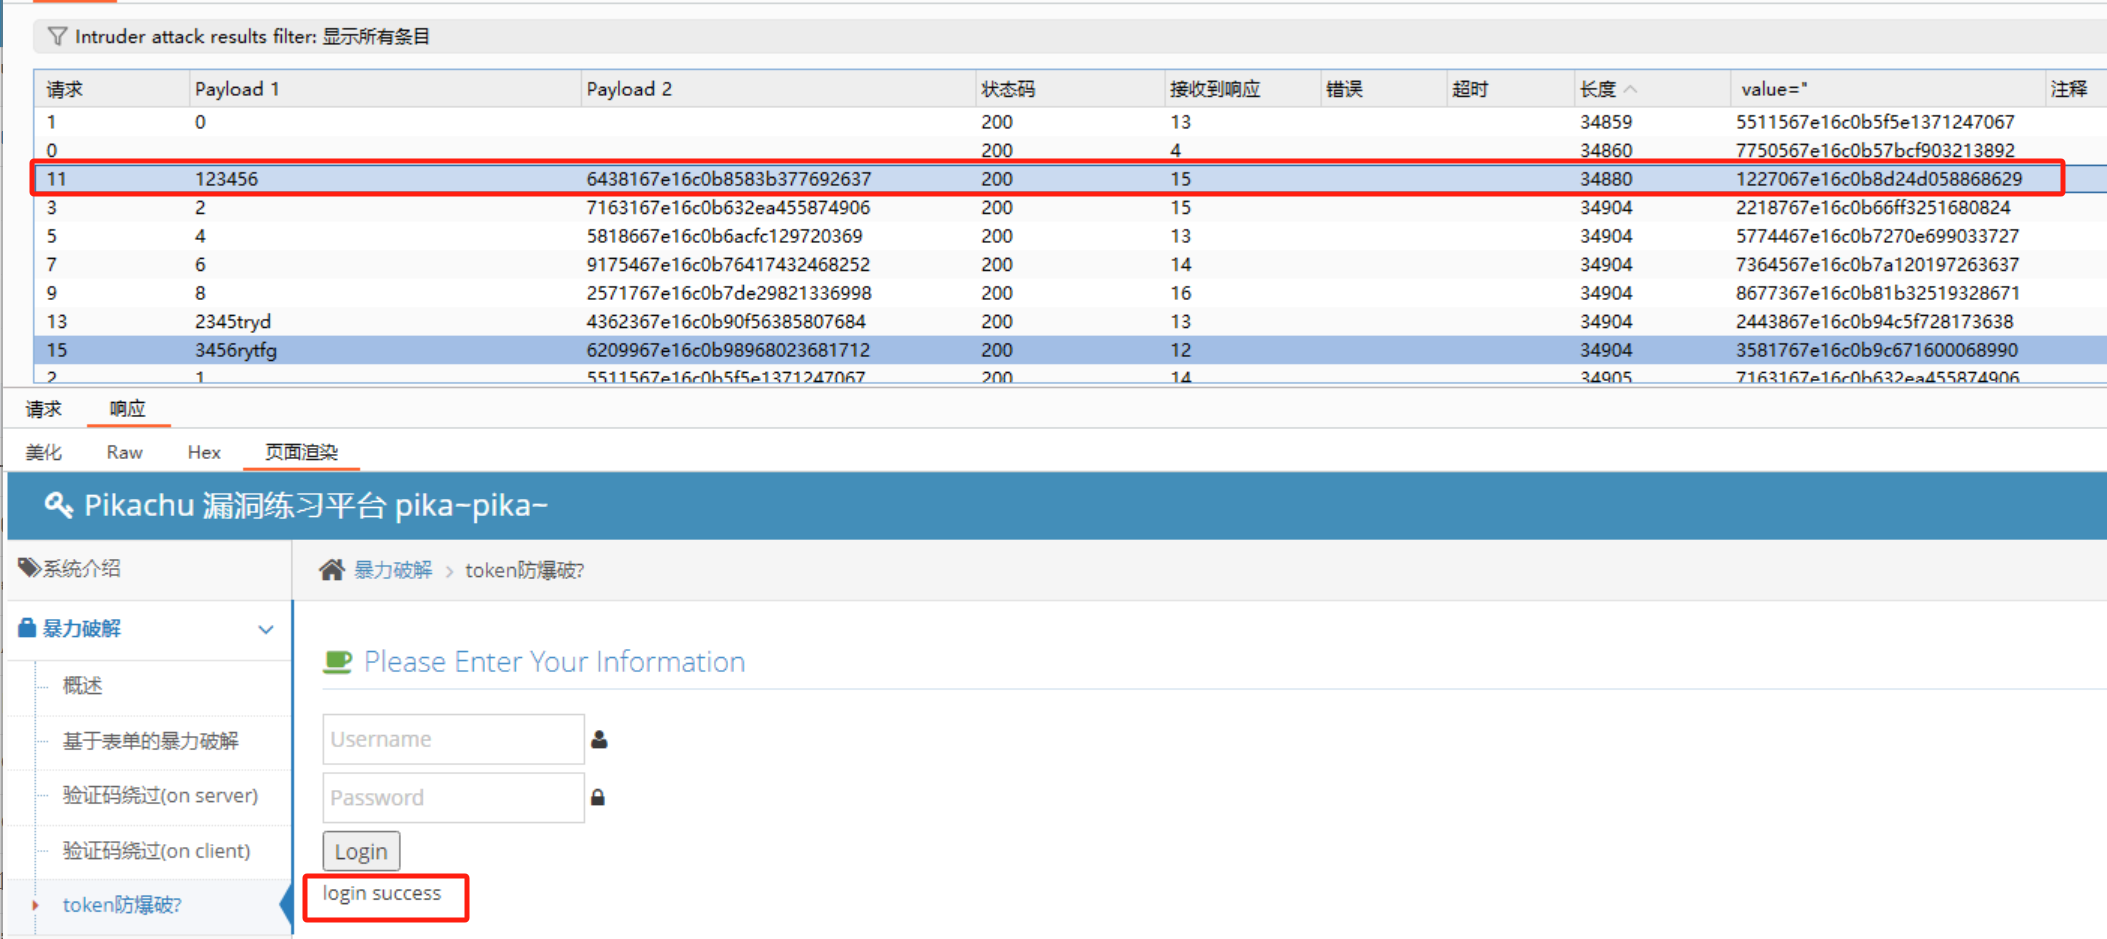 Intruder attack results filter: 显示所有条目
请求 Payload 1 Payload 2 状态码 接收到响应 错误 超时 长度 value=" 注释
1 0 200 13 34859 5511567e16c0b5f5e1371247067
0 200 4 34860 7750567e16c0b57bcf903213892
11 123456 6438167e16c0b8583b377692637 200 15 34880 1227067e16c0b8d24d058868629
3 2 7163167e16c0b632ea455874906 200 15 34904 2218767e16c0b66ff3251680824
5 4 5818667e16c0b6acfc129720369 200 13 34904 5774467e16c0b7270e699033727
7 6 9175467e16c0b76417432468252 200 14 34904 7364567e16c0b7a120197263637
9 8 2571767e16c0b7de29821336998 200 16 34904 8677367e16c0b81b32519328671
13 2345tryd 4362367e16c0b90f56385807684 200 13 34904 2443867e16c0b94c5f728173638
15 3456rytfg 6209967e16c0b98968023681712 200 12 34904 3581767e16c0b9c671600068990
2 1 5511567e16c0b5f5e1371247067 200 14 34905 7163167e16c0b632ea455874906
请求 响应
美化 Raw Hex 页面渲染
Pikachu 漏洞练习平台 pika~pika~
系统介绍
暴力破解 > token防爆破?
暴力破解
概述
基于表单的暴力破解
验证码绕过(on server)
验证码绕过(on client)
token防爆破?
Please Enter Your Information
Username
Password
Login
login success